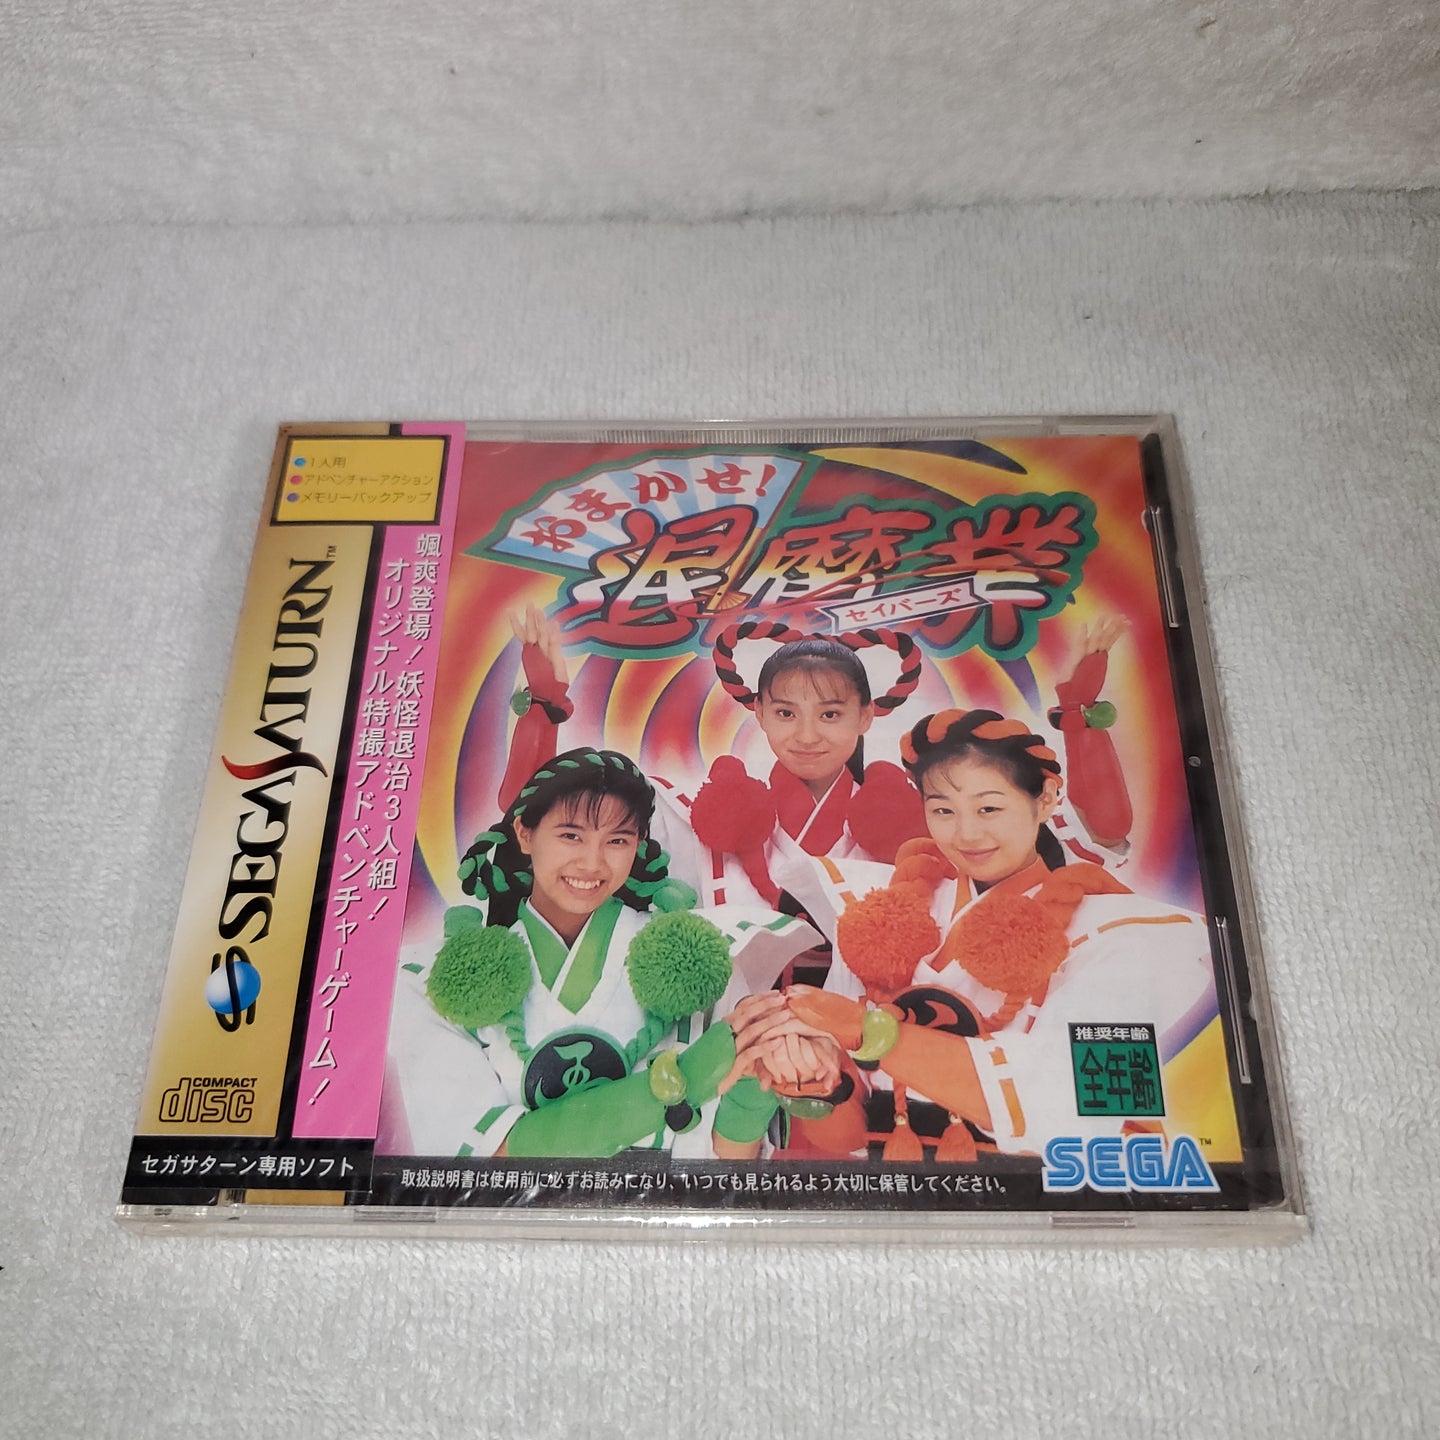 1人用
アドベンチャーアクション
メモリーバックアップ
SEGA SATURN™
COMPACT
disc
セガサターン専用ソフト
颯爽登場!妖怪退治3人組!
オリジナル特撮アドベンチャーゲーム!
おまかせ!
退魔業
セイバーズ
推奨年齢
全年齢
SEGA™
取扱説明書は使用前に必ずお読みになり、いつでも見られるよう大切に保管してください。